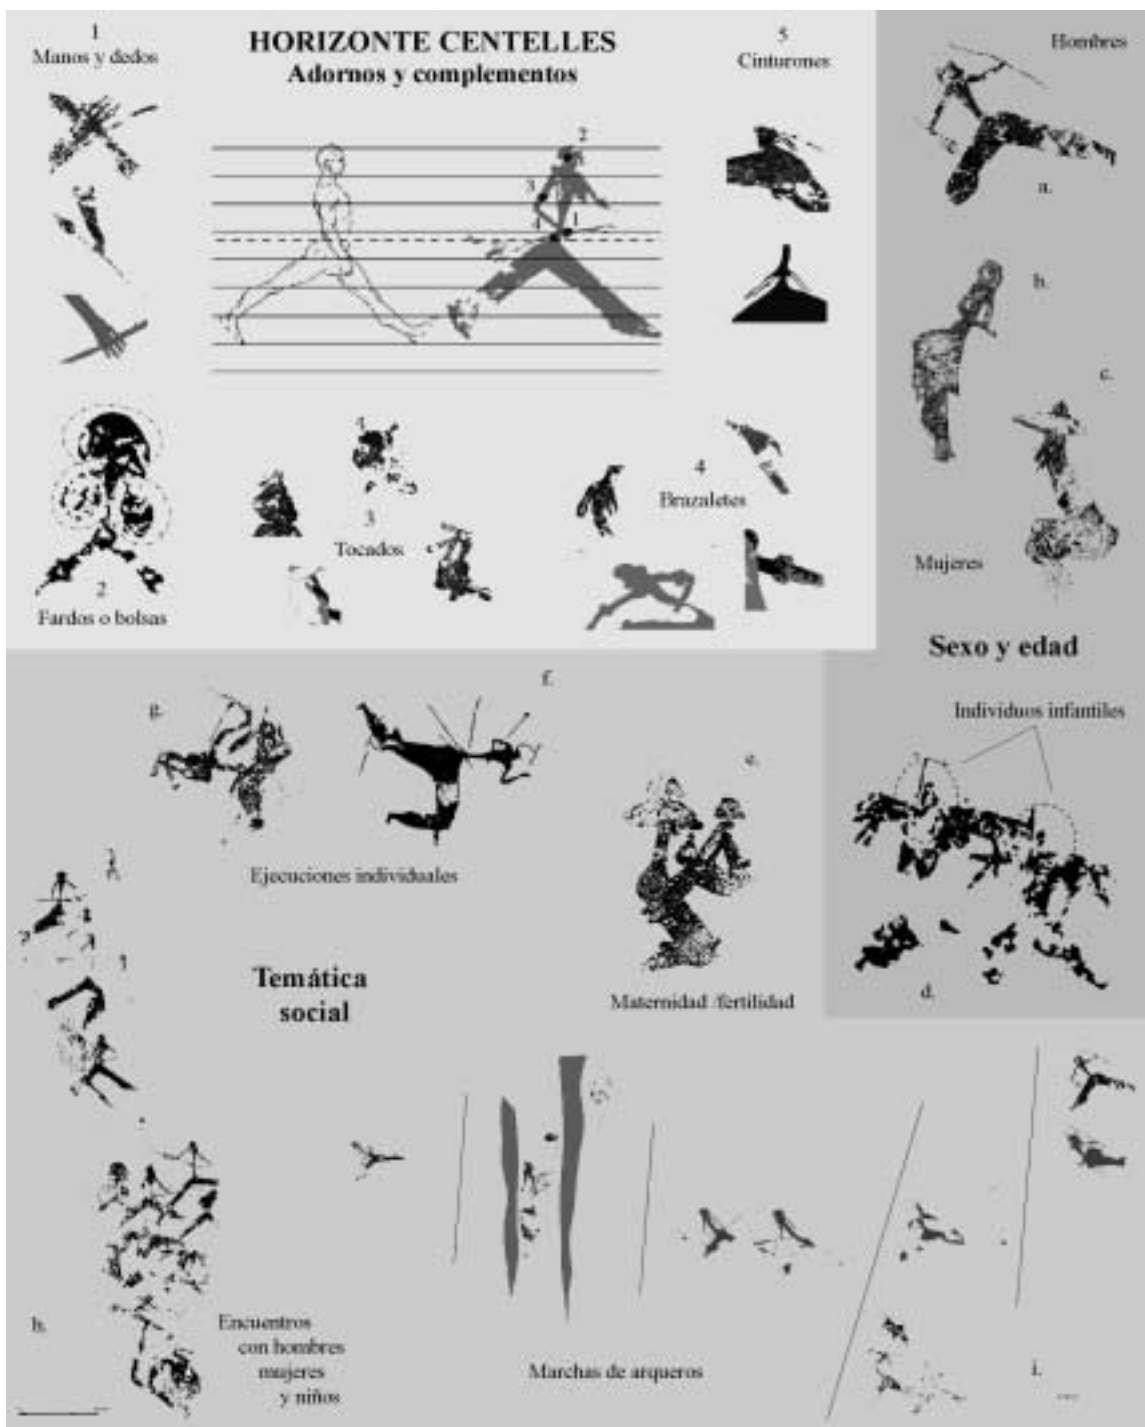 HORIZONTE CENTELLES
Adornos y complementos
1
Manos y dedos
5
Cinturones
2
3
4
1
2
Fardos o bolsas
3
Tocados
4
Brazaletes
Hombres
a.
b.
c.
Mujeres
Sexo y edad
Individuos infantiles
d.
g.
f.
Ejecuciones individuales
e.
Maternidad /fertilidad
Temática
social
h.
Encuentros
con hombres
mujeres
y niños
Marchas de arqueros
i.